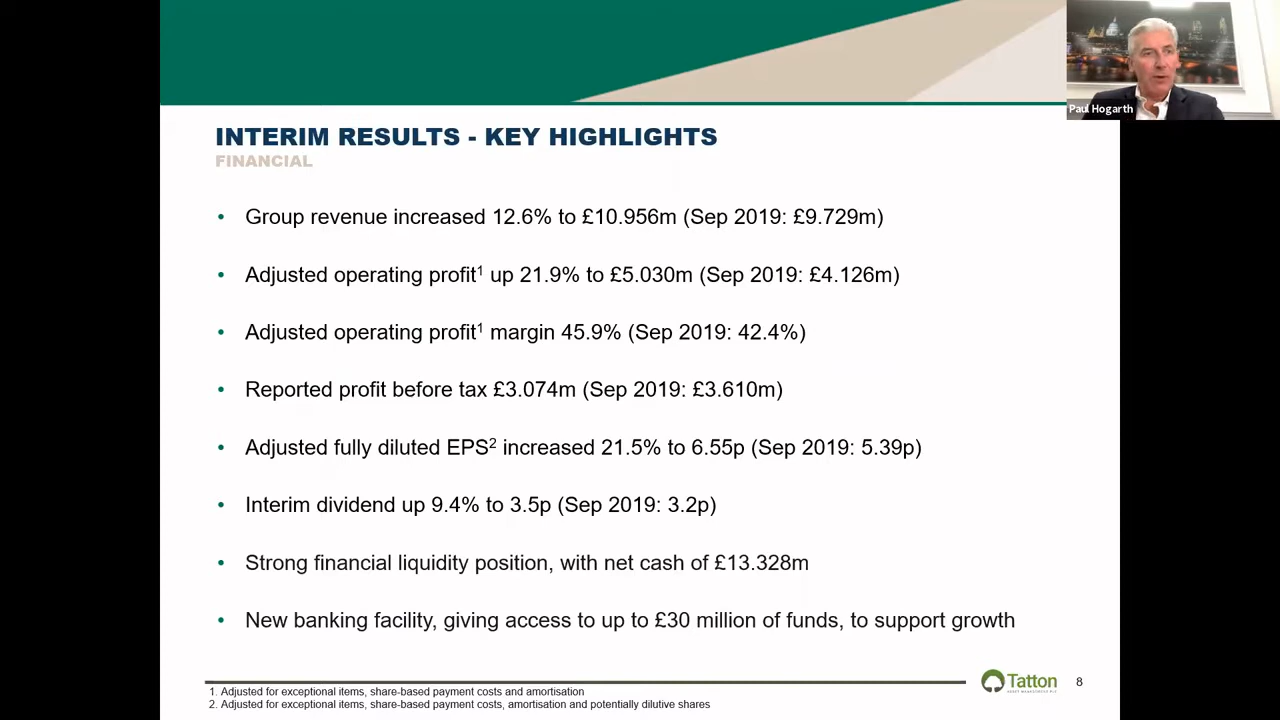 Paul Hogarth
INTERIM RESULTS - KEY HIGHLIGHTS
FINANCIAL
• Group revenue increased 12.6% to £10.956m (Sep 2019: £9.729m)
• Adjusted operating profit¹ up 21.9% to £5.030m (Sep 2019: £4.126m)
• Adjusted operating profit¹ margin 45.9% (Sep 2019: 42.4%)
• Reported profit before tax £3.074m (Sep 2019: £3.610m)
• Adjusted fully diluted EPS² increased 21.5% to 6.55p (Sep 2019: 5.39p)
• Interim dividend up 9.4% to 3.5p (Sep 2019: 3.2p)
• Strong financial liquidity position, with net cash of £13.328m
• New banking facility, giving access to up to £30 million of funds, to support growth
1. Adjusted for exceptional items, share-based payment costs and amortisation
2. Adjusted for exceptional items, share-based payment costs, amortisation and potentially dilutive shares
Tatton
ASSET MANAGEMENT PLC
8